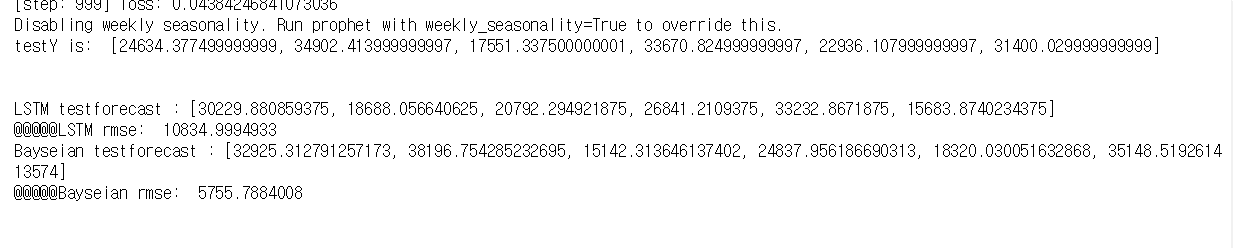 [step: 999] loss: 0.04384246841073036
Disabling weekly seasonality. Run prophet with weekly_seasonality=True to override this.
testY is:  [24634.377499999999, 34902.413999999997, 17551.337500000001, 33670.824999999997, 22936.107999999997, 31400.029999999999]
LSTM testforecast : [30229.880859375, 18688.056640625, 20792.294921875, 26841.2109375, 33232.8671875, 15683.8740234375]
@@@@@LSTM rmse:  10834.9994933
Bayseian testforecast : [32925.312791257173, 38196.754285232695, 15142.313646137402, 24837.956186690313, 18320.030051632868, 35148.5192614
13574]
@@@@@Bayseian rmse:  5755.7884008